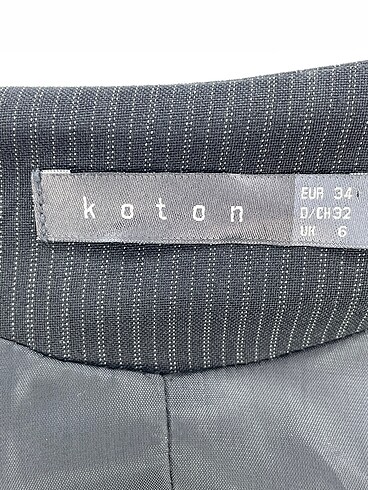 koton
EUR 34
D/CH 32
UK 6